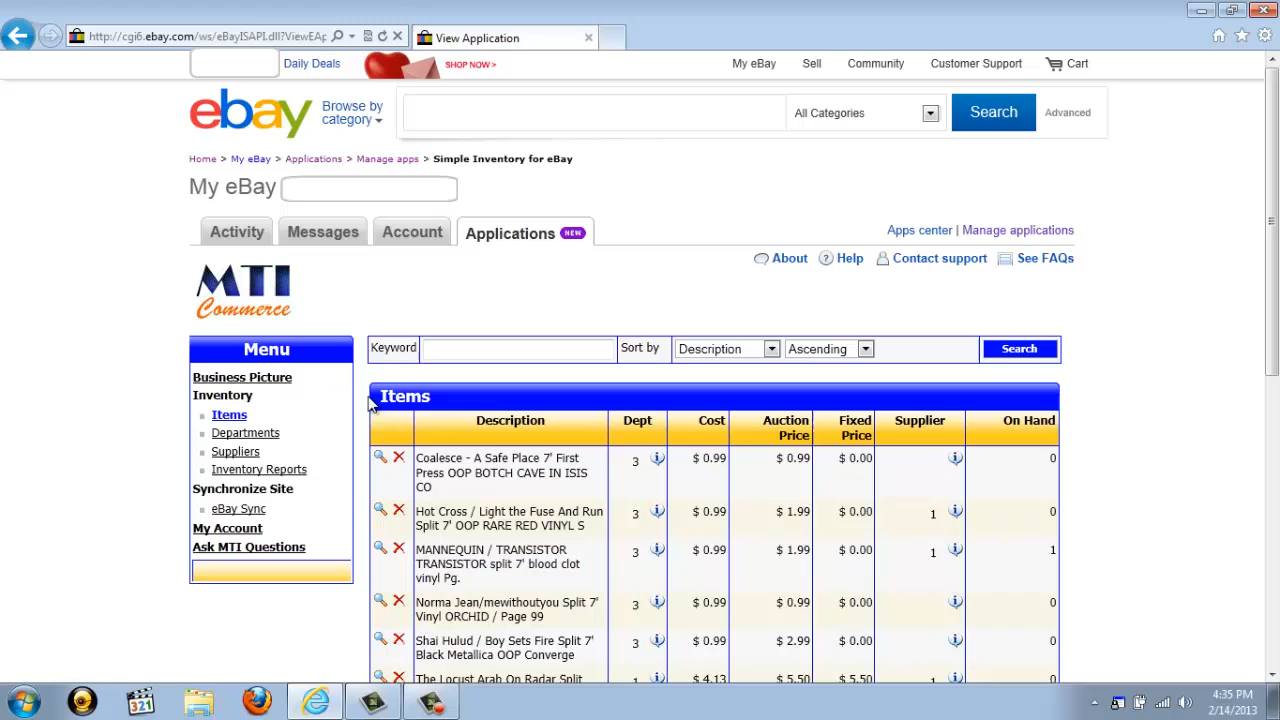 http://cgi6.ebay.com/ws/eBayISAPI.dll?ViewEAp
View Application
Daily Deals
SHOP NOW >
My eBay
Sell
Community
Customer Support
Cart
ebay
Browse by
category
All Categories
Search
Advanced
Home > My eBay > Applications > Manage apps > Simple Inventory for eBay
My eBay
Activity
Messages
Account
Applications NEW
Apps center | Manage applications
About
Help
Contact support
See FAQs
MTI
Commerce
Menu
Business Picture
Inventory
Items
Departments
Suppliers
Inventory Reports
Synchronize Site
eBay Sync
My Account
Ask MTI Questions
Keyword
Sort by
Description
Ascending
Search
Items
Description Dept Cost Auction Price Fixed Price Supplier On Hand
Coalesce - A Safe Place 7' First 3 $ 0.99 $ 0.99 $ 0.00 0
Press OOP BOTCH CAVE IN ISIS
CO
Hot Cross / Light the Fuse And Run 3 $ 0.99 $ 1.99 $ 0.00 1 0
Split 7' OOP RARE RED VINYL S
MANNEQUIN / TRANSISTOR 3 $ 0.99 $ 1.99 $ 0.00 1 1
TRANSISTOR split 7' blood clot
vinyl Pg.
Norma Jean/mewithoutyou Split 7' 3 $ 0.99 $ 0.99 $ 0.00 0
Vinyl ORCHID / Page 99
Shai Hulud / Boy Sets Fire Split 7' 3 $ 0.99 $ 2.99 $ 0.00 0
Black Metallica OOP Converge
The Locust Arab On Radar Split 1 $ 4.13 $ 5.50 $ 5.50 0
321
4:35 PM
2/14/2013